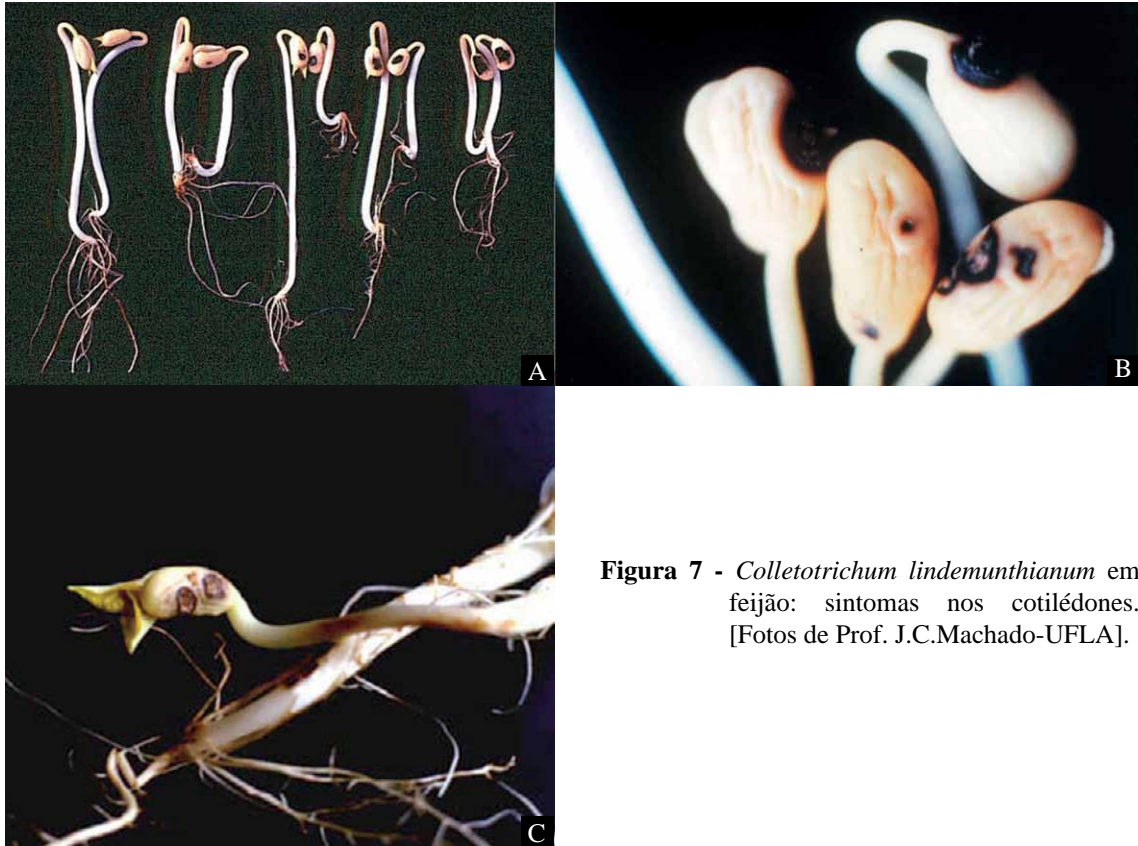 A
B
C
Figura 7 - Colletotrichum lindemunthianum em
feijão: sintomas nos cotilédones.
[Fotos de Prof. J.C.Machado-UFLA].